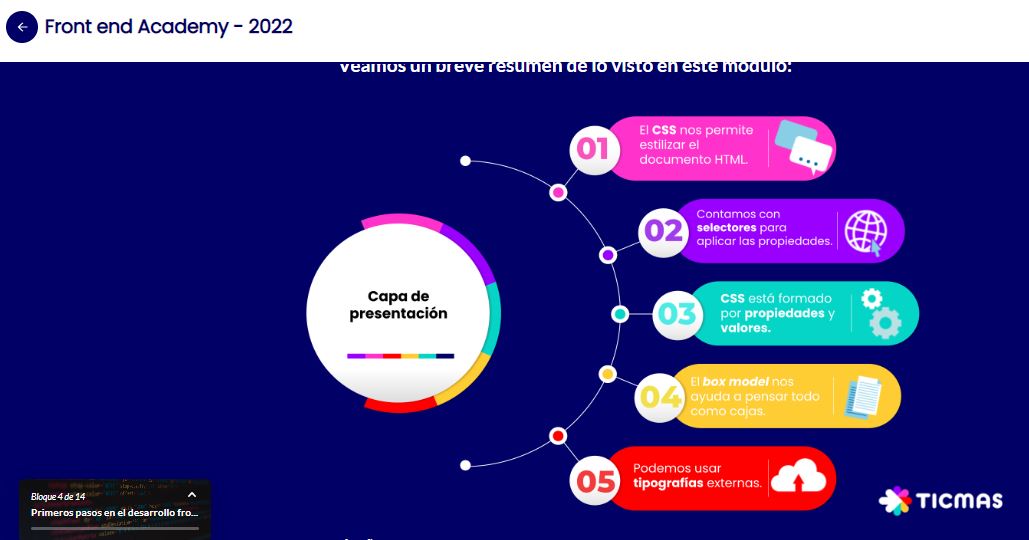 Front end Academy - 2022
Veamos un breve resumen de lo visto en este módulo:
01
El CSS nos permite
estilizar el
documento HTML.
02
Contamos con
selectores para
aplicar las propiedades.
Capa de
presentación
03
CSS está formado
por propiedades y
valores.
04
El box model nos
ayuda a pensar todo
como cajas.
05
Podemos usar
tipografías externas.
Bloque 4 de 14
Primeros pasos en el desarrollo fro...
TICMAS